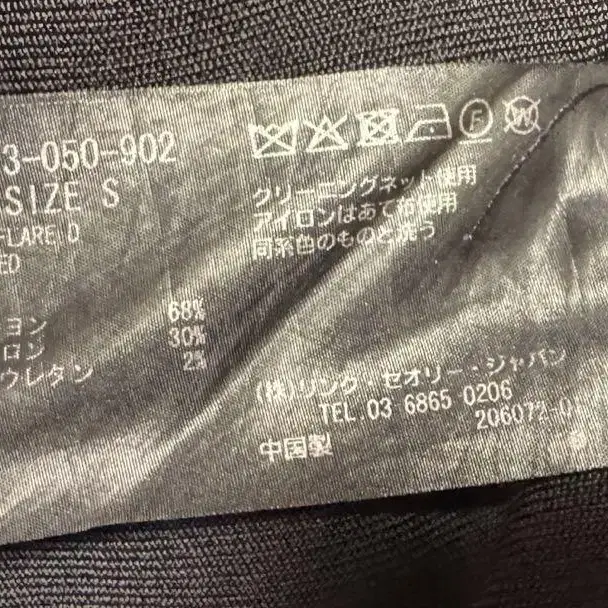 3-050-902
SIZE S
FLARE D
ED
ヨン 68%
ロン 30%
ウレタン 2%
F W
クリーニングネット使用
アイロンはあて布使用
同系色のものと洗う
(株)リンク・セオリー・ジャパン
TEL.03 6865 0206
206072-0
中国製